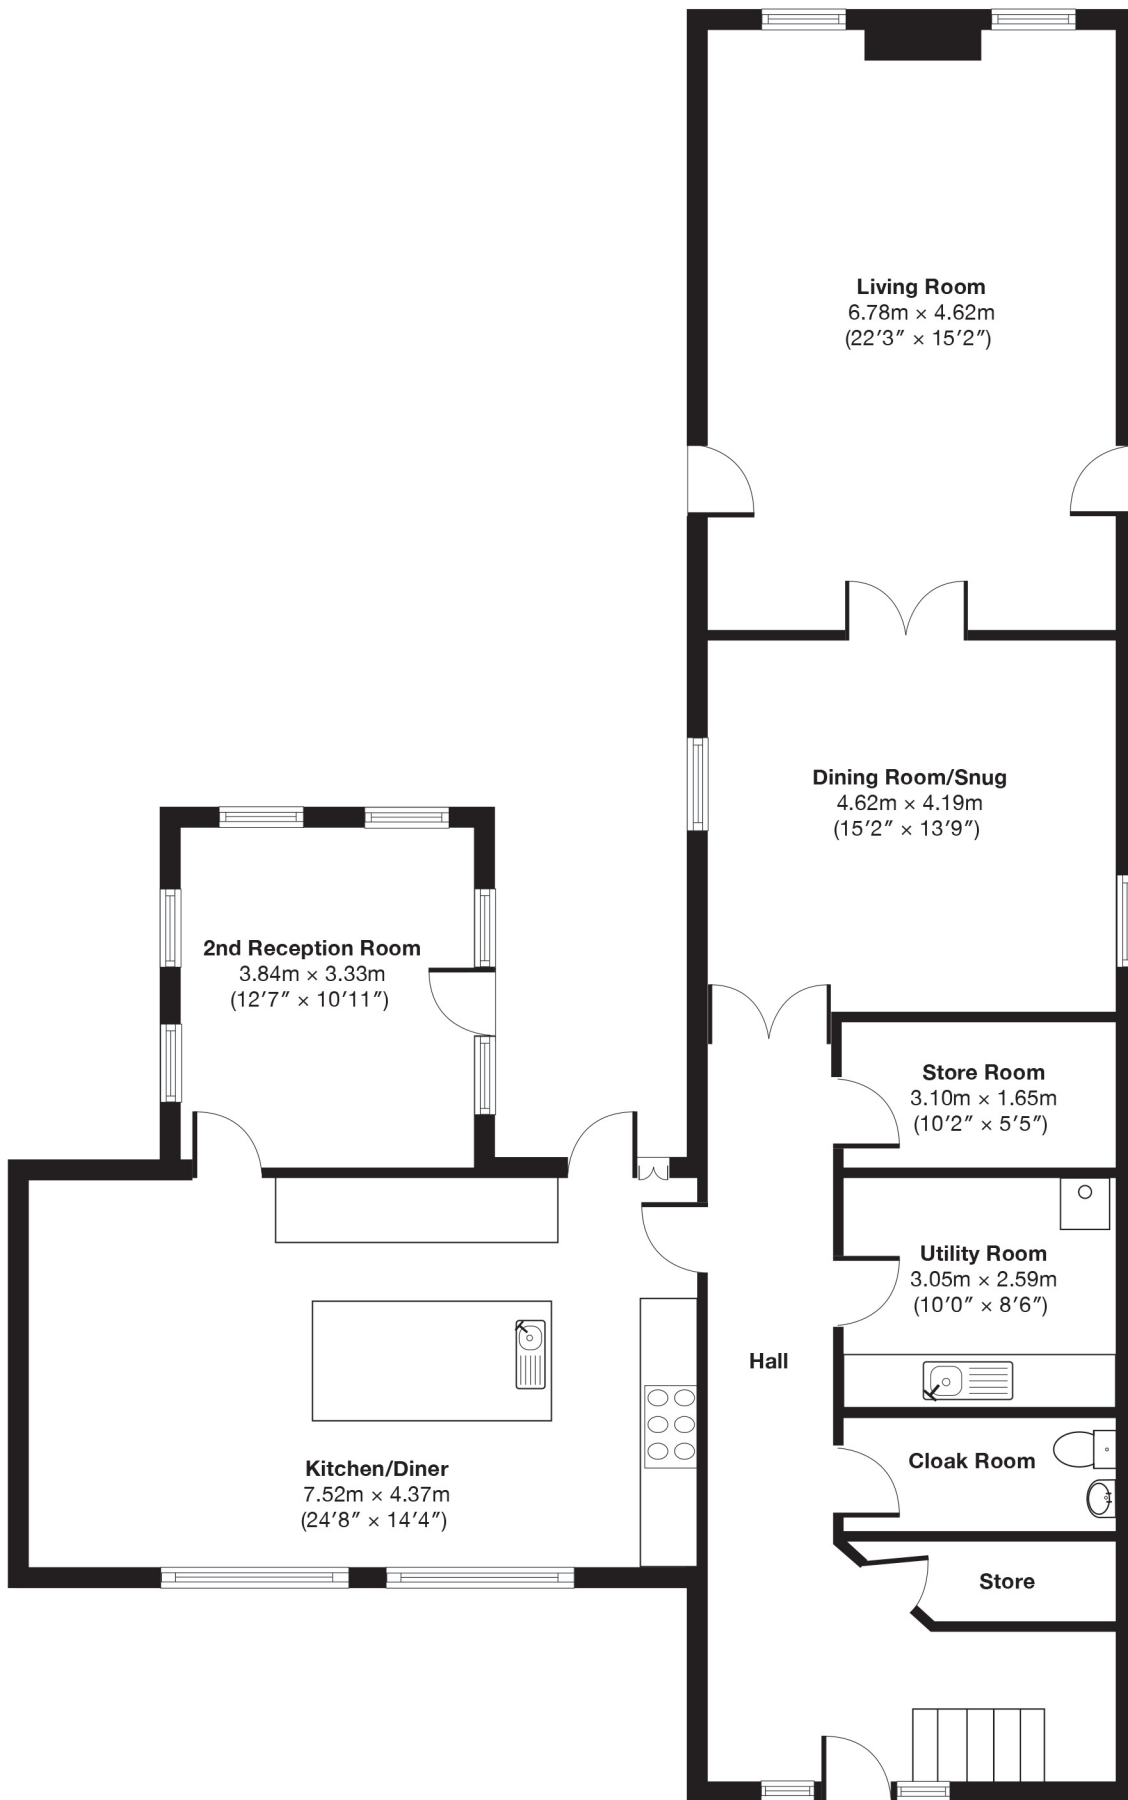 Living Room
6.78m × 4.62m
(22′3″ × 15′2″)
Dining Room/Snug
4.62m × 4.19m
(15′2″ × 13′9″)
2nd Reception Room
3.84m × 3.33m
(12′7″ × 10′11″)
Store Room
3.10m × 1.65m
(10′2″ × 5′5″)
Utility Room
3.05m × 2.59m
(10′0″ × 8′6″)
Hall
Kitchen/Diner
7.52m × 4.37m
(24′8″ × 14′4″)
Cloak Room
Store